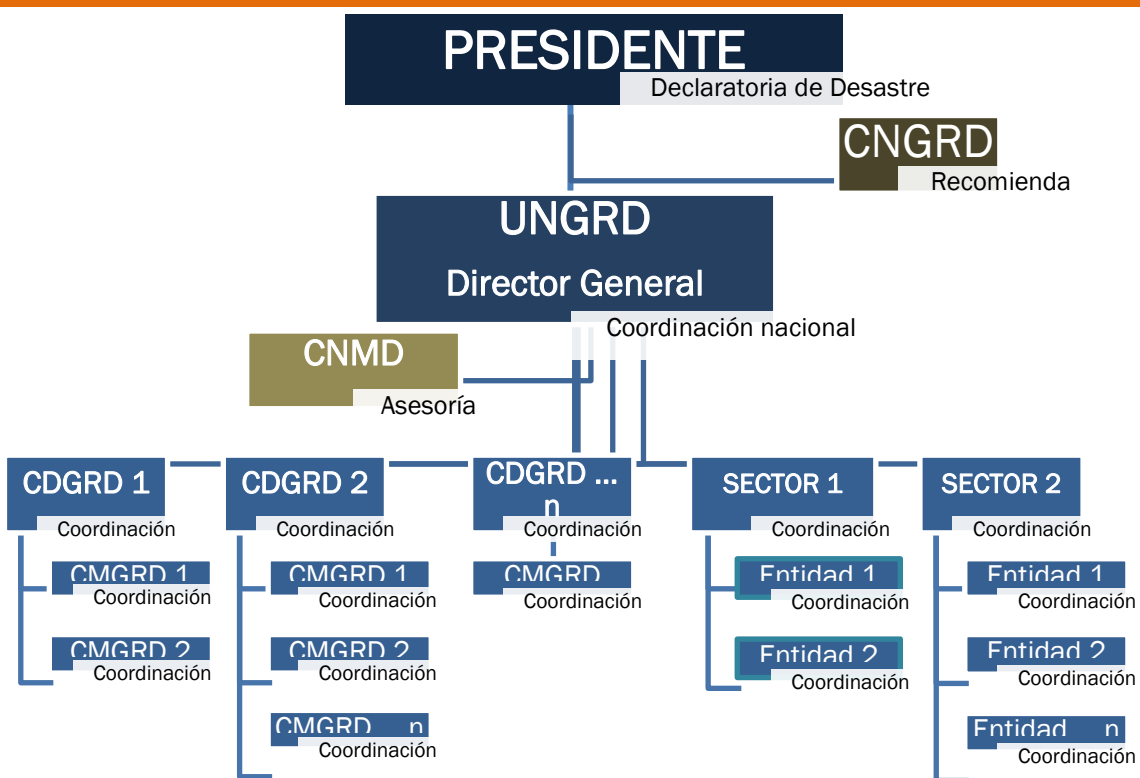 PRESIDENTE
Declaratoria de Desastre
CNGRD
Recomienda
UNGRD
Director General
Coordinación nacional
CNMD
Asesoría
CDGRD 1
Coordinación
CDGRD 2
Coordinación
CDGRD ...
n
Coordinación
SECTOR 1
Coordinación
SECTOR 2
Coordinación
CMGRD 1
Coordinación
CMGRD 1
Coordinación
CMGRD
Coordinación
Entidad 1
Coordinación
Entidad 1
Coordinación
CMGRD 2
Coordinación
CMGRD 2
Coordinación
Entidad 2
Coordinación
Entidad 2
Coordinación
CMGRD n
Coordinación
Entidad n
Coordinación